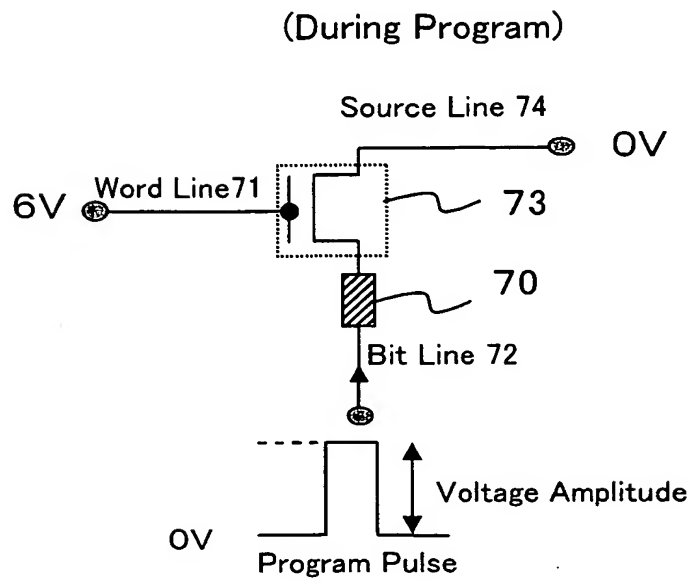 (During Program)
Source Line 74
0V
Word Line71
6V
73
70
Bit Line 72
Voltage Amplitude
0V
Program Pulse